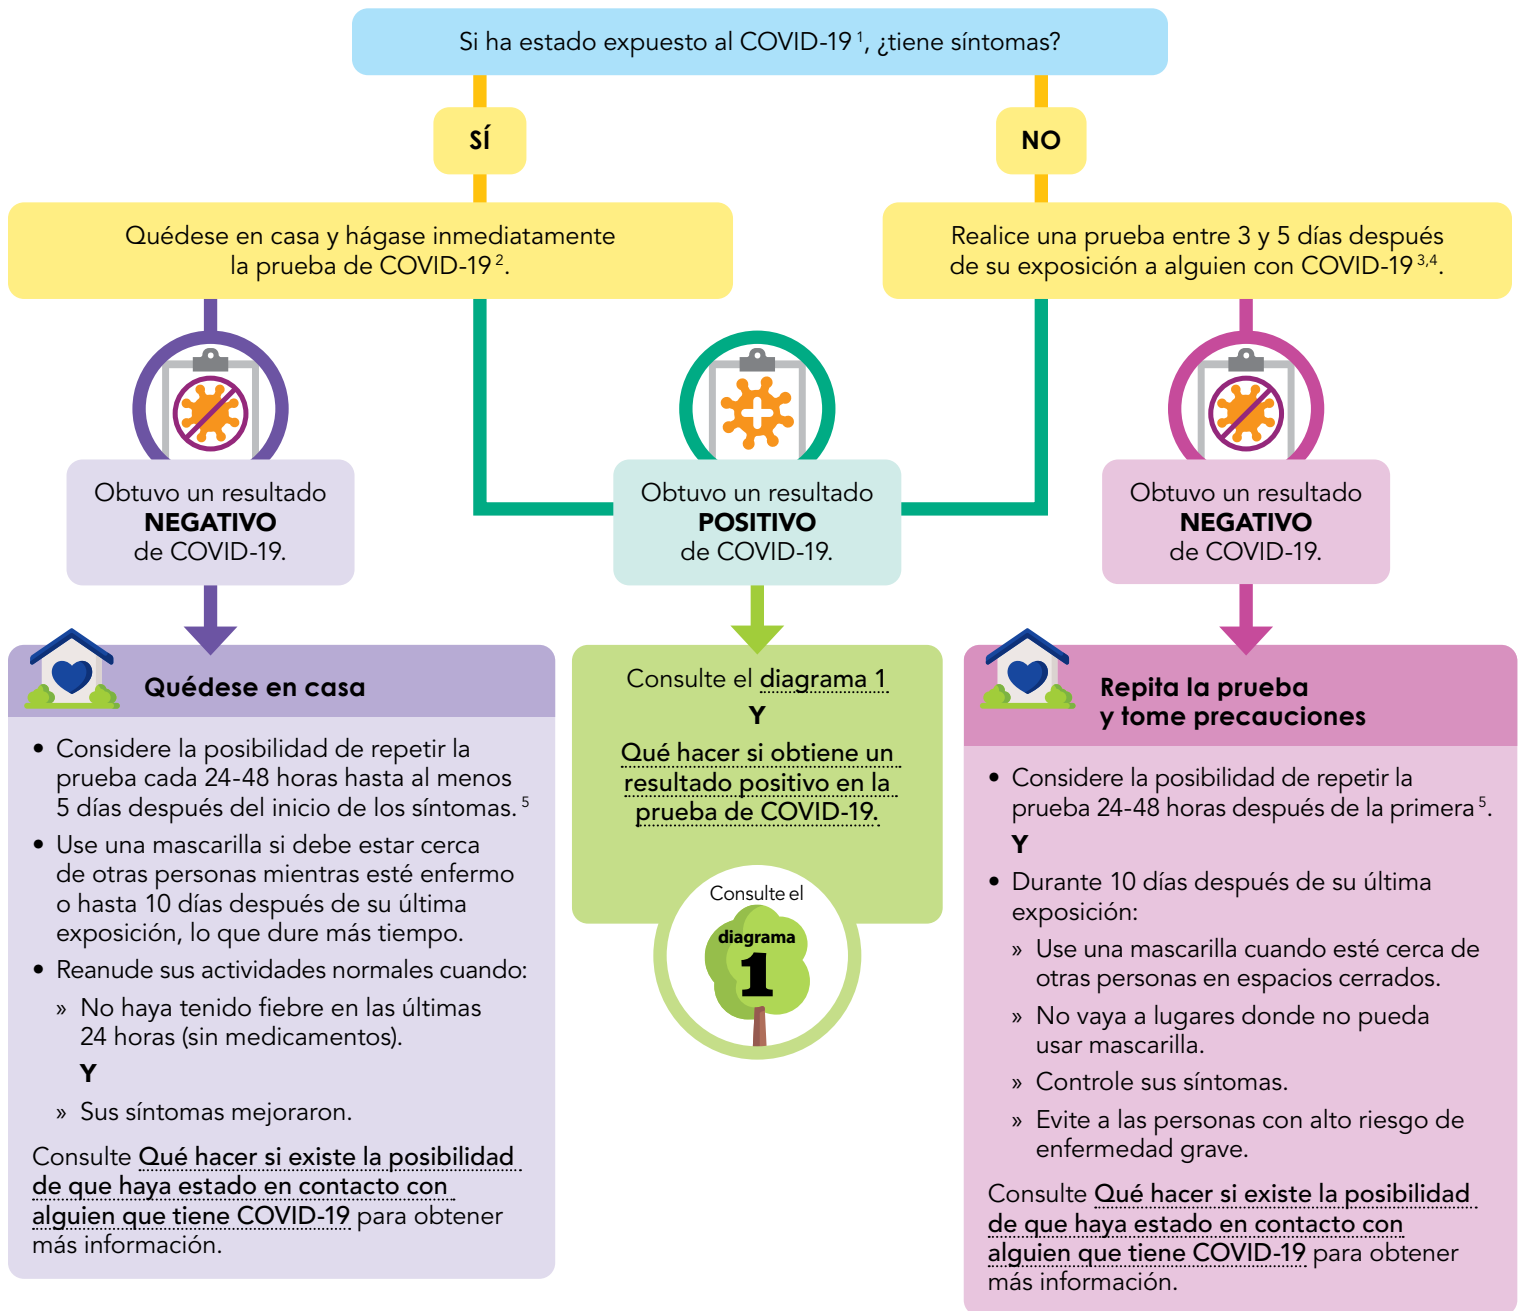 Si ha estado expuesto al COVID-19 1, ¿tiene síntomas?
SÍ
NO
Quédese en casa y hágase inmediatamente
la prueba de COVID-19 2.
Realice una prueba entre 3 y 5 días después
de su exposición a alguien con COVID-19 3,4.
Obtuvo un resultado
NEGATIVO
de COVID-19.
Obtuvo un resultado
POSITIVO
de COVID-19.
Obtuvo un resultado
NEGATIVO
de COVID-19.
Quédese en casa
• Considere la posibilidad de repetir la
prueba cada 24-48 horas hasta al menos
5 días después del inicio de los síntomas. 5
• Use una mascarilla si debe estar cerca
de otras personas mientras esté enfermo
o hasta 10 días después de su última
exposición, lo que dure más tiempo.
• Reanude sus actividades normales cuando:
» No haya tenido fiebre en las últimas
24 horas (sin medicamentos).
Y
» Sus síntomas mejoraron.
Consulte Qué hacer si existe la posibilidad
de que haya estado en contacto con
alguien que tiene COVID-19 para obtener
más información.
Consulte el diagrama 1
Y
Qué hacer si obtiene un
resultado positivo en la
prueba de COVID-19.
Consulte el
diagrama
1
Repita la prueba
y tome precauciones
• Considere la posibilidad de repetir la
prueba 24-48 horas después de la primera 5.
Y
• Durante 10 días después de su última
exposición:
» Use una mascarilla cuando esté cerca de
otras personas en espacios cerrados.
» No vaya a lugares donde no pueda
usar mascarilla.
» Controle sus síntomas.
» Evite a las personas con alto riesgo de
enfermedad grave.
Consulte Qué hacer si existe la posibilidad
de que haya estado en contacto con
alguien que tiene COVID-19 para obtener
más información.